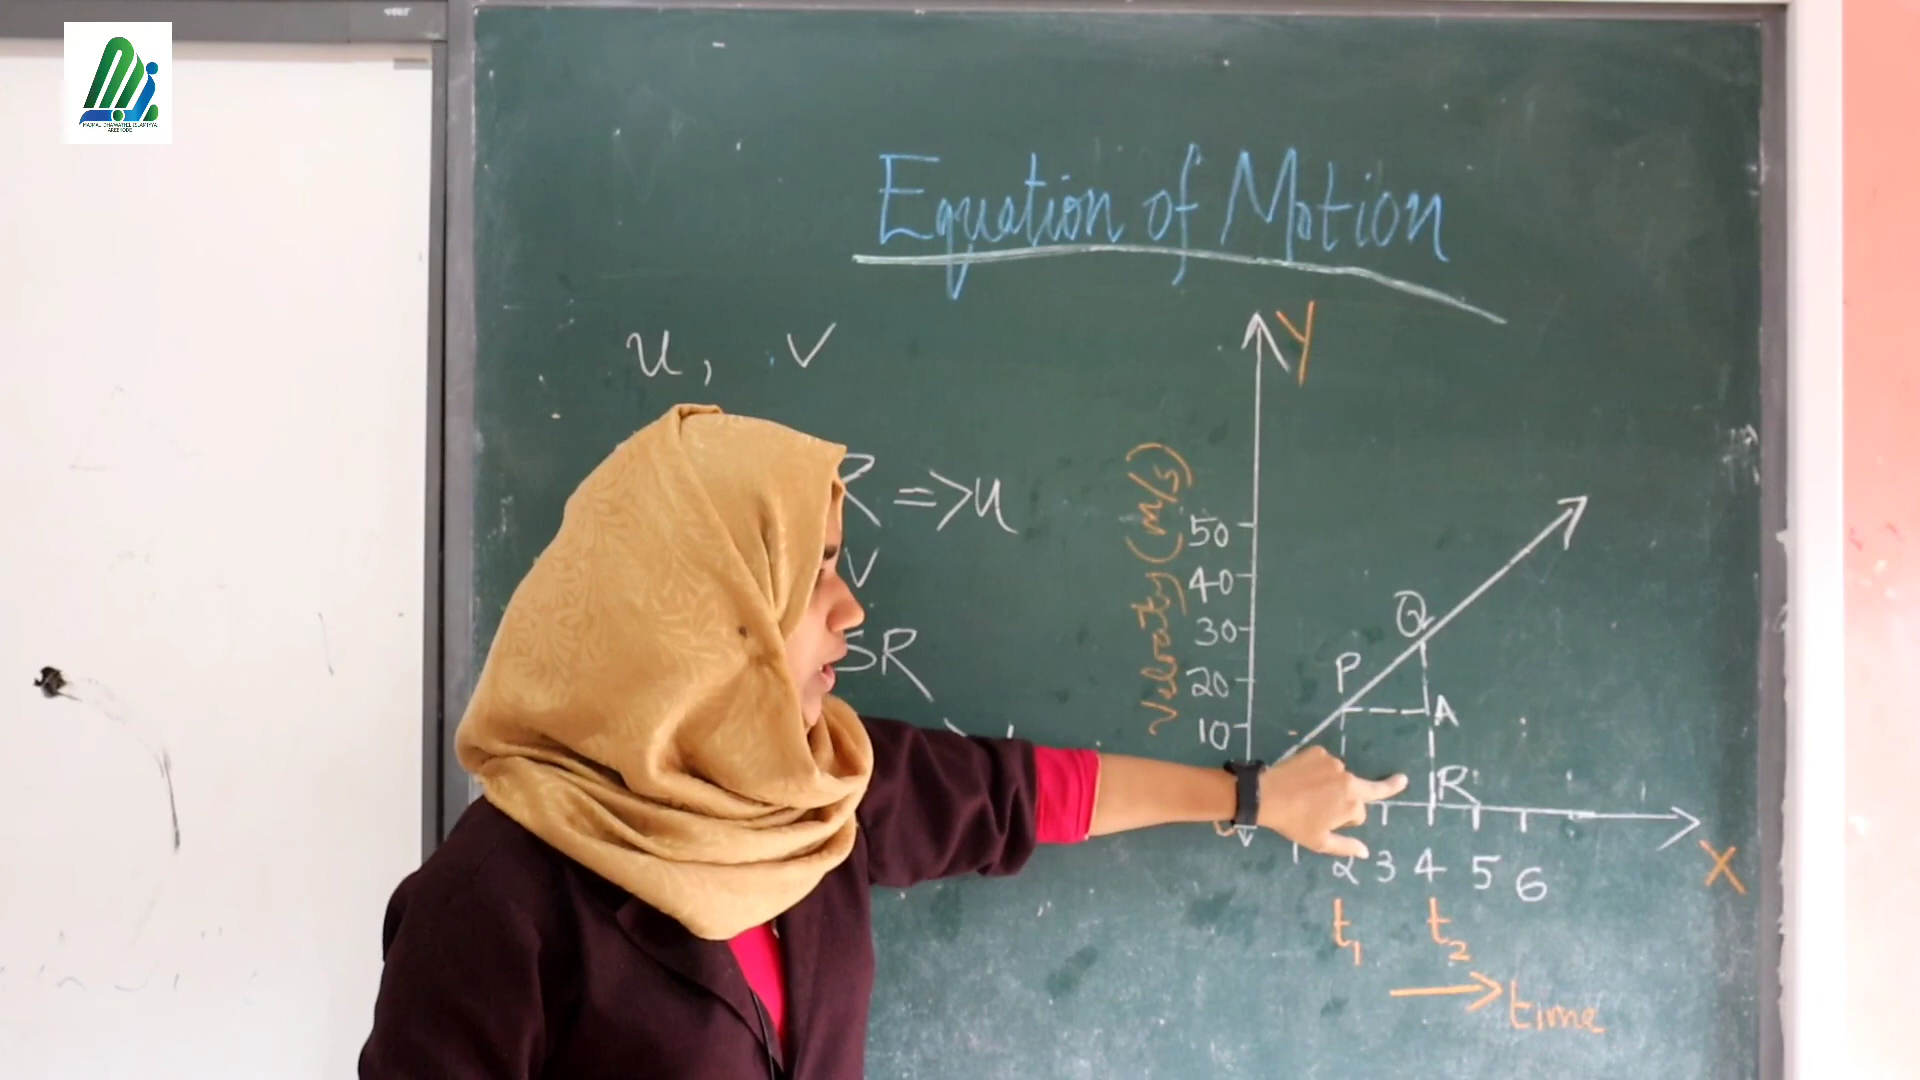 Equation of Motion
u, v
R => u
V
SR
Y
Velocity (m/s)
50
40
30
20
10
Q
P
A
R
2 3 4 5 6
X
t1 t2
time